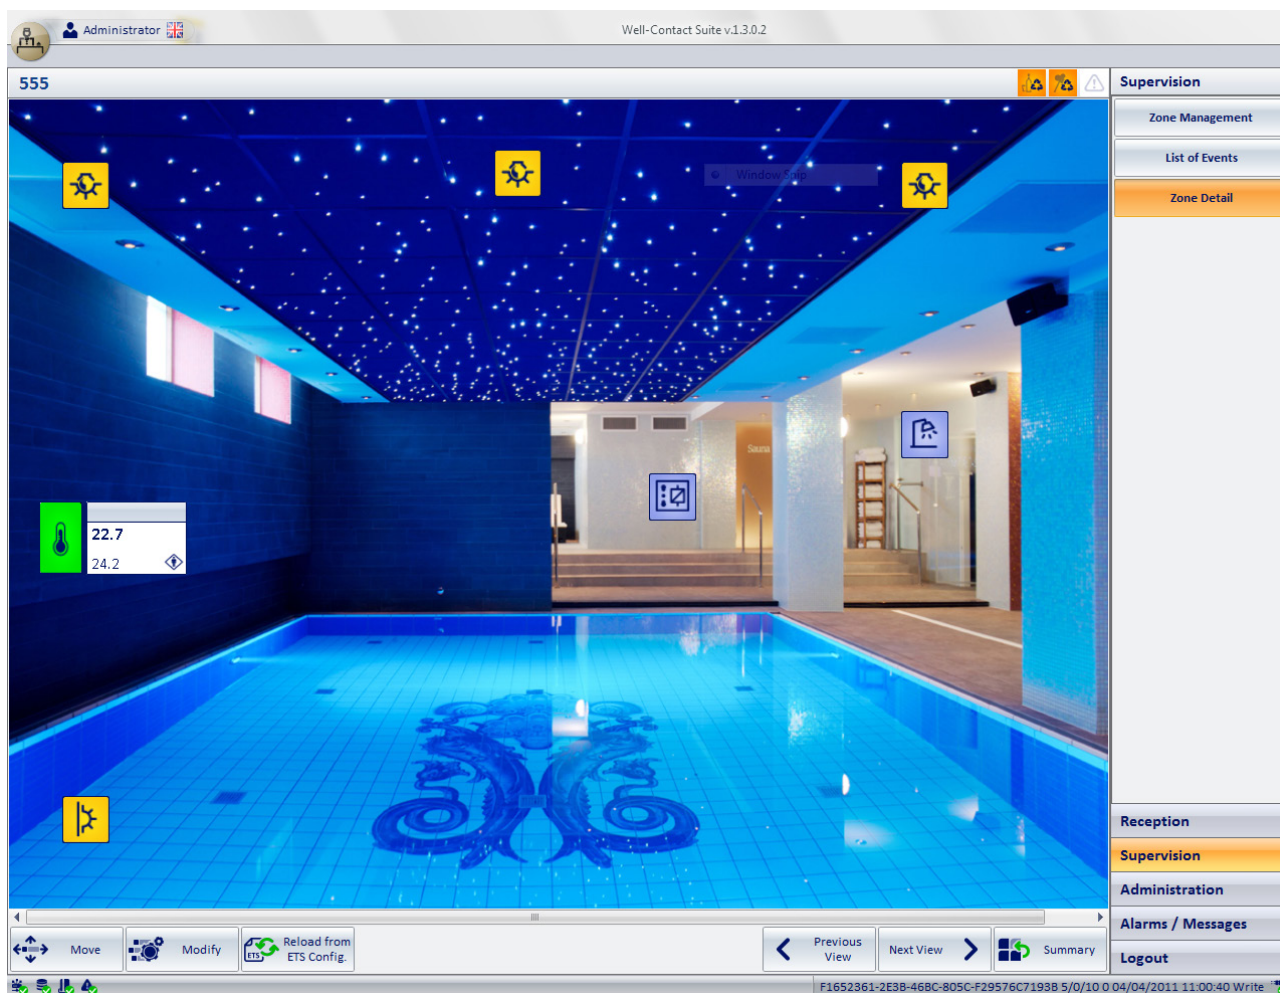 Administrator
Well-Contact Suite v.1.3.0.2
555
Supervision
Zone Management
List of Events
Zone Detail
Window Snip
Sauna
22.7
24.2
Reception
Supervision
Administration
Alarms / Messages
Logout
Move
Modify
ETS
Reload from
ETS Config.
Previous
View
Next View
Summary
F1652361-2E3B-46BC-805C-F29576C7193B 5/0/10 0 04/04/2011 11:00:40 Write